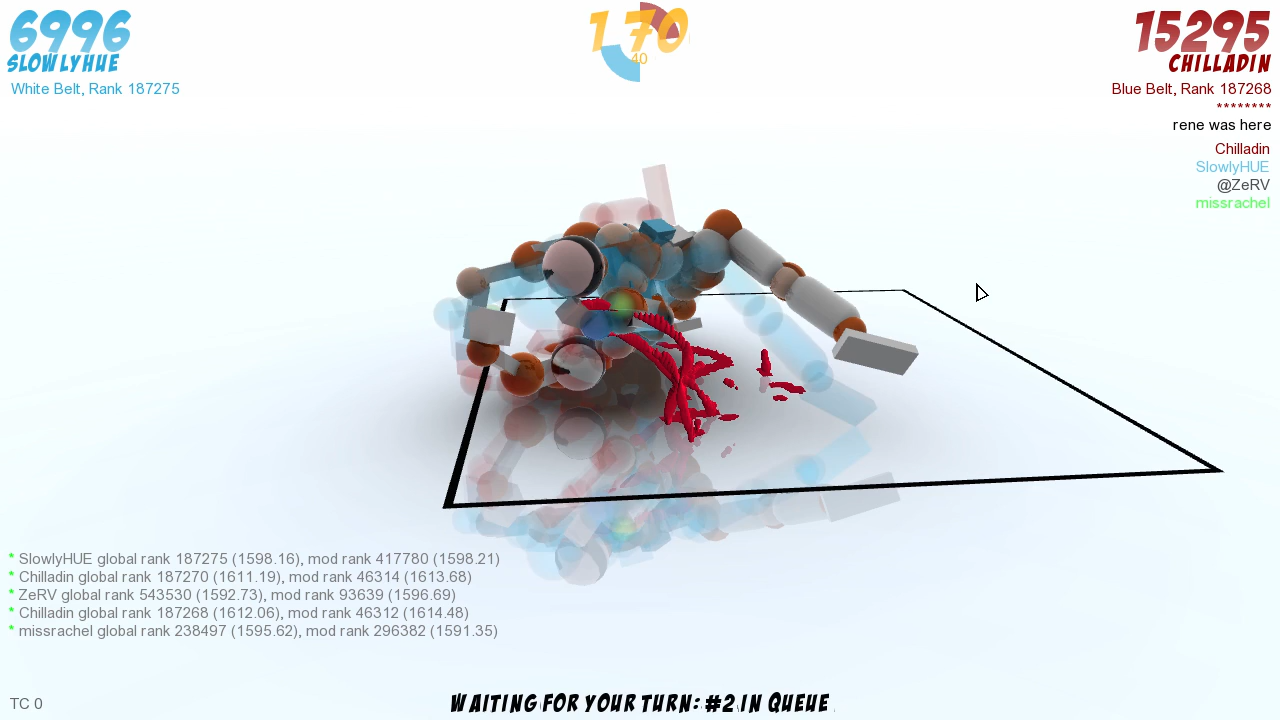 6996
SLOWLYHUE
White Belt, Rank 187275
170
40
15295
CHILLADIN
Blue Belt, Rank 187268
********
rene was here
Chilladin
SlowlyHUE
@ZeRV
missrachel
* SlowlyHUE global rank 187275 (1598.16), mod rank 417780 (1598.21)
* Chilladin global rank 187270 (1611.19), mod rank 46314 (1613.68)
* ZeRV global rank 543530 (1592.73), mod rank 93639 (1596.69)
* Chilladin global rank 187268 (1612.06), mod rank 46312 (1614.48)
* missrachel global rank 238497 (1595.62), mod rank 296382 (1591.35)
TC 0
WAITING FOR YOUR TURN: #2 IN QUEUE